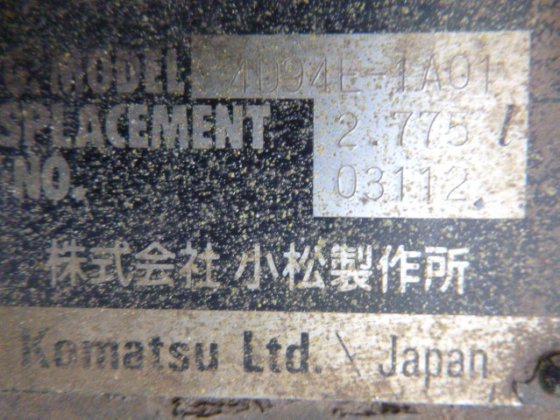 G. MODEL 4D94E-1A01
SPLACEMENT 2.775 l
NO. 03112
株式会社 小松製作所
Komatsu Ltd. Japan